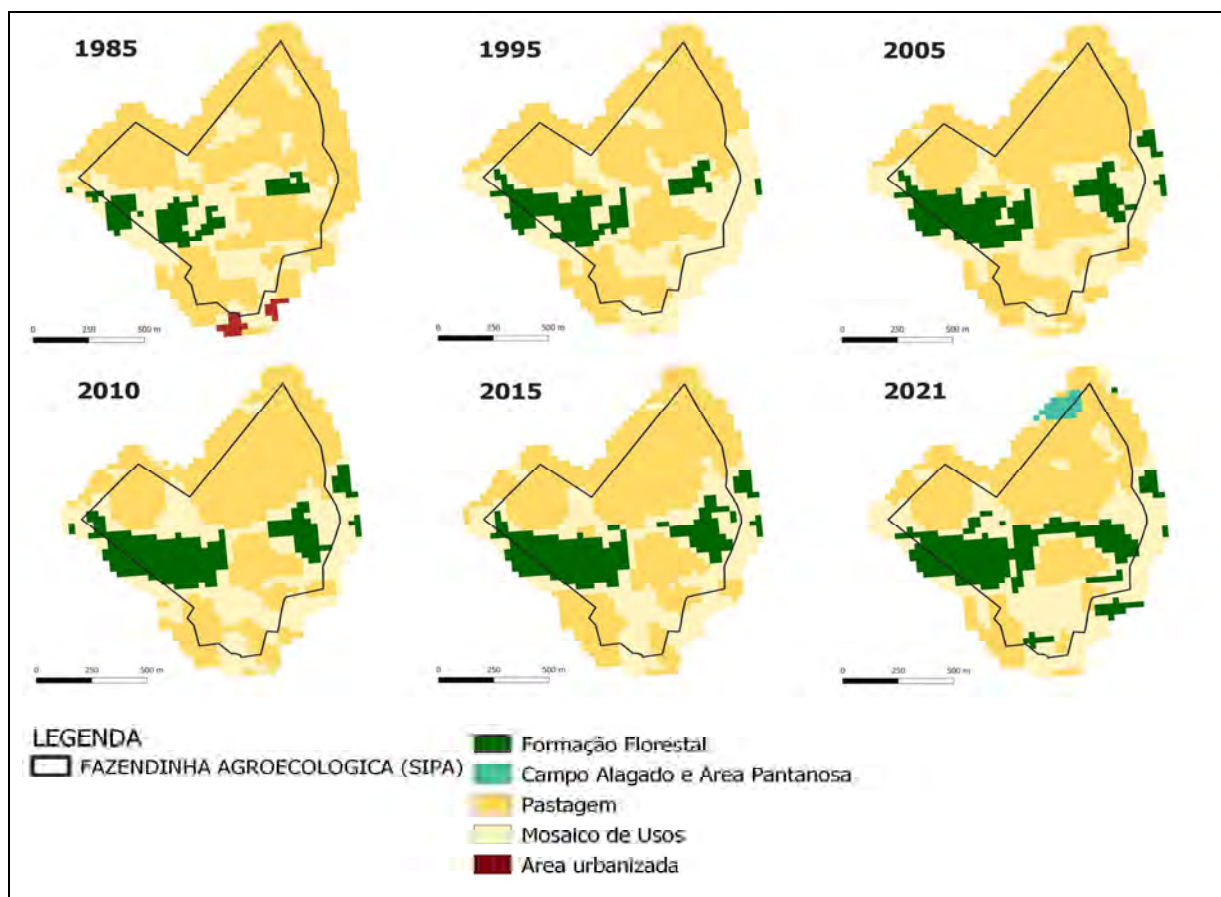 1985
1995
2005
0 250 500 m
0 250 500 m
0 250 500 m
2010
2015
2021
0 250 500 m
0 250 500 m
0 250 500 m
LEGENDA
FAZENDINHA AGROECOLOGICA (SIPA)
Formação Florestal
Campo Alagado e Área Pantanosa
Pastagem
Mosaico de Usos
Area urbanizada